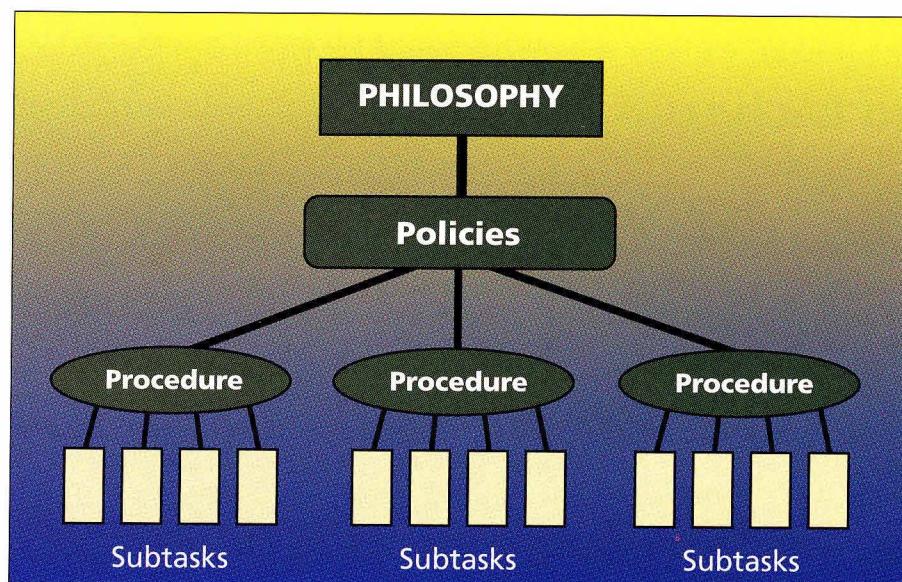 PHILOSOPHY
Policies
Procedure
Procedure
Procedure
Subtasks
Subtasks
Subtasks